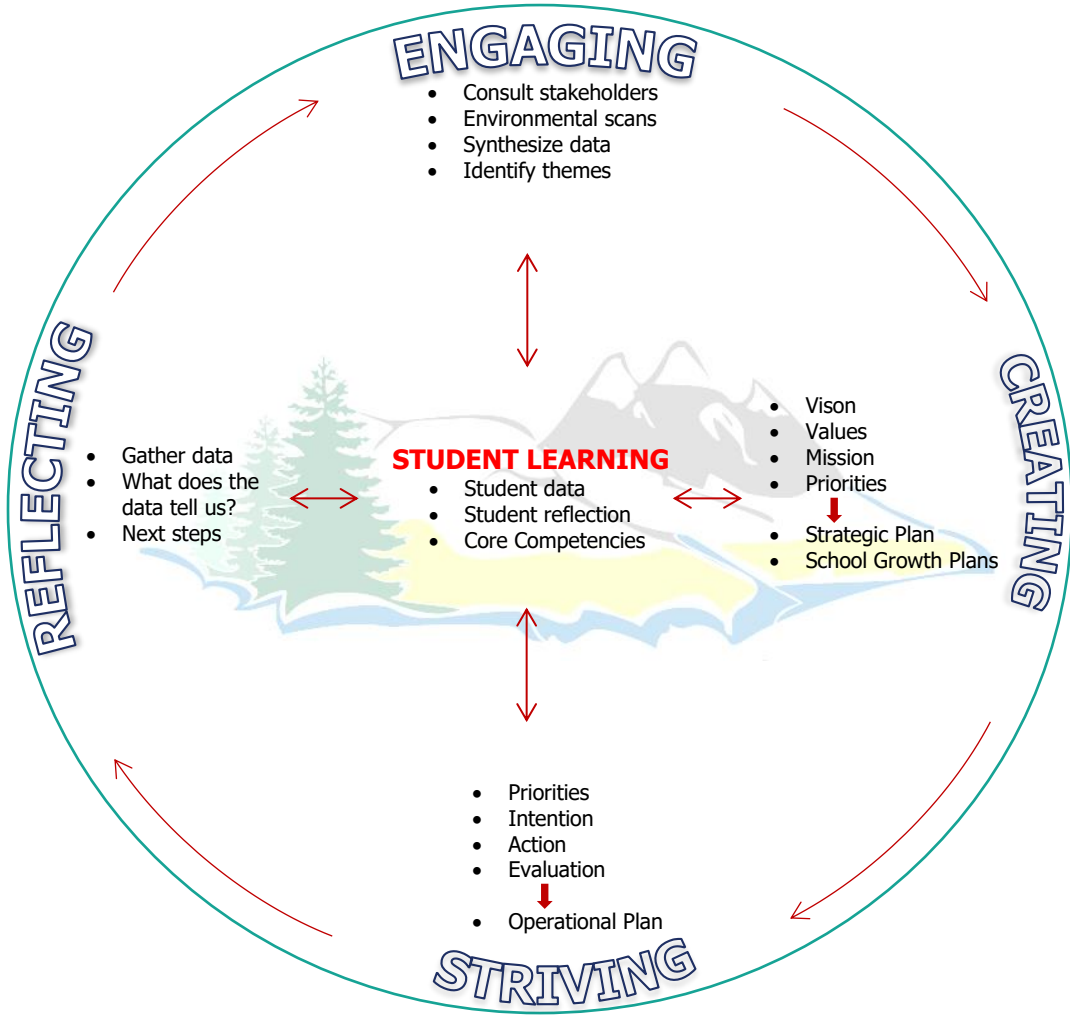 ENGAGING
• Consult stakeholders
• Environmental scans
• Synthesize data
• Identify themes
CREATING
• Vison
• Values
• Mission
• Priorities
• Strategic Plan
• School Growth Plans
STUDENT LEARNING
• Student data
• Student reflection
• Core Competencies
REFLECTING
• Gather data
• What does the
data tell us?
• Next steps
• Priorities
• Intention
• Action
• Evaluation
• Operational Plan
STRIVING